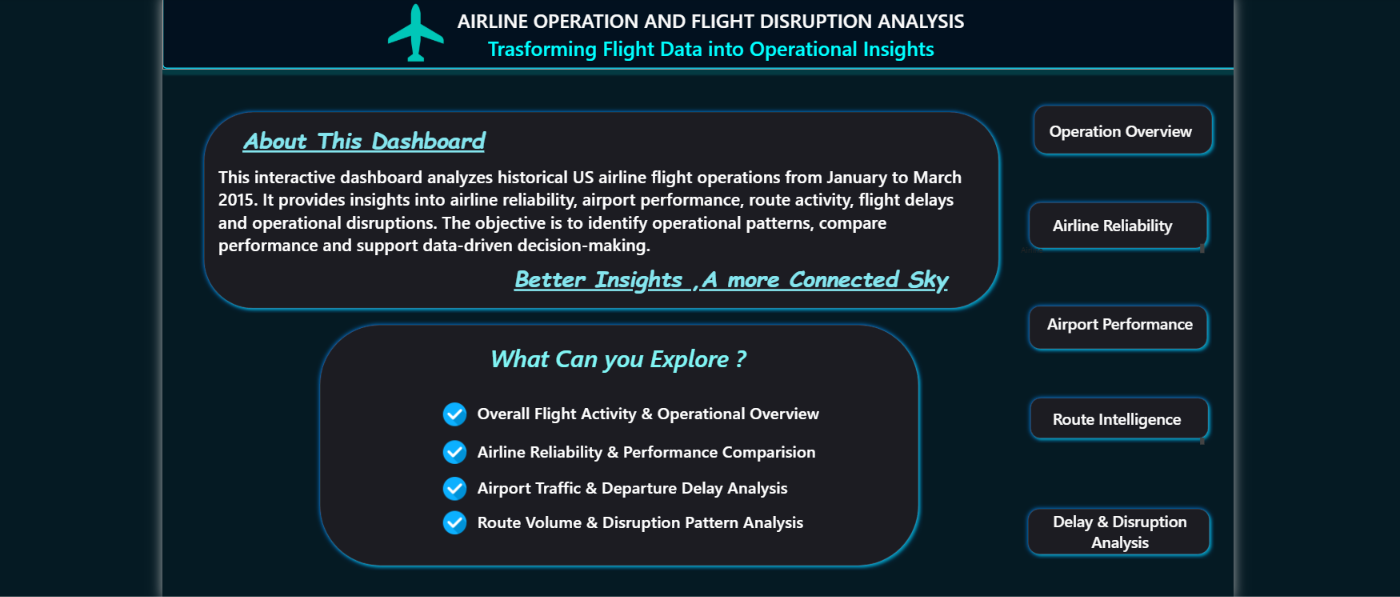 AIRLINE OPERATION AND FLIGHT DISRUPTION ANALYSIS
Trasforming Flight Data into Operational Insights
About This Dashboard
This interactive dashboard analyzes historical US airline flight operations from January to March
2015. It provides insights into airline reliability, airport performance, route activity, flight delays
and operational disruptions. The objective is to identify operational patterns, compare
performance and support data-driven decision-making.
Better Insights ,A more Connected Sky
What Can you Explore ?
Overall Flight Activity & Operational Overview
Airline Reliability & Performance Comparision
Airport Traffic & Departure Delay Analysis
Route Volume & Disruption Pattern Analysis
Operation Overview
Airline Reliability
Airport Performance
Route Intelligence
Delay & Disruption
Analysis